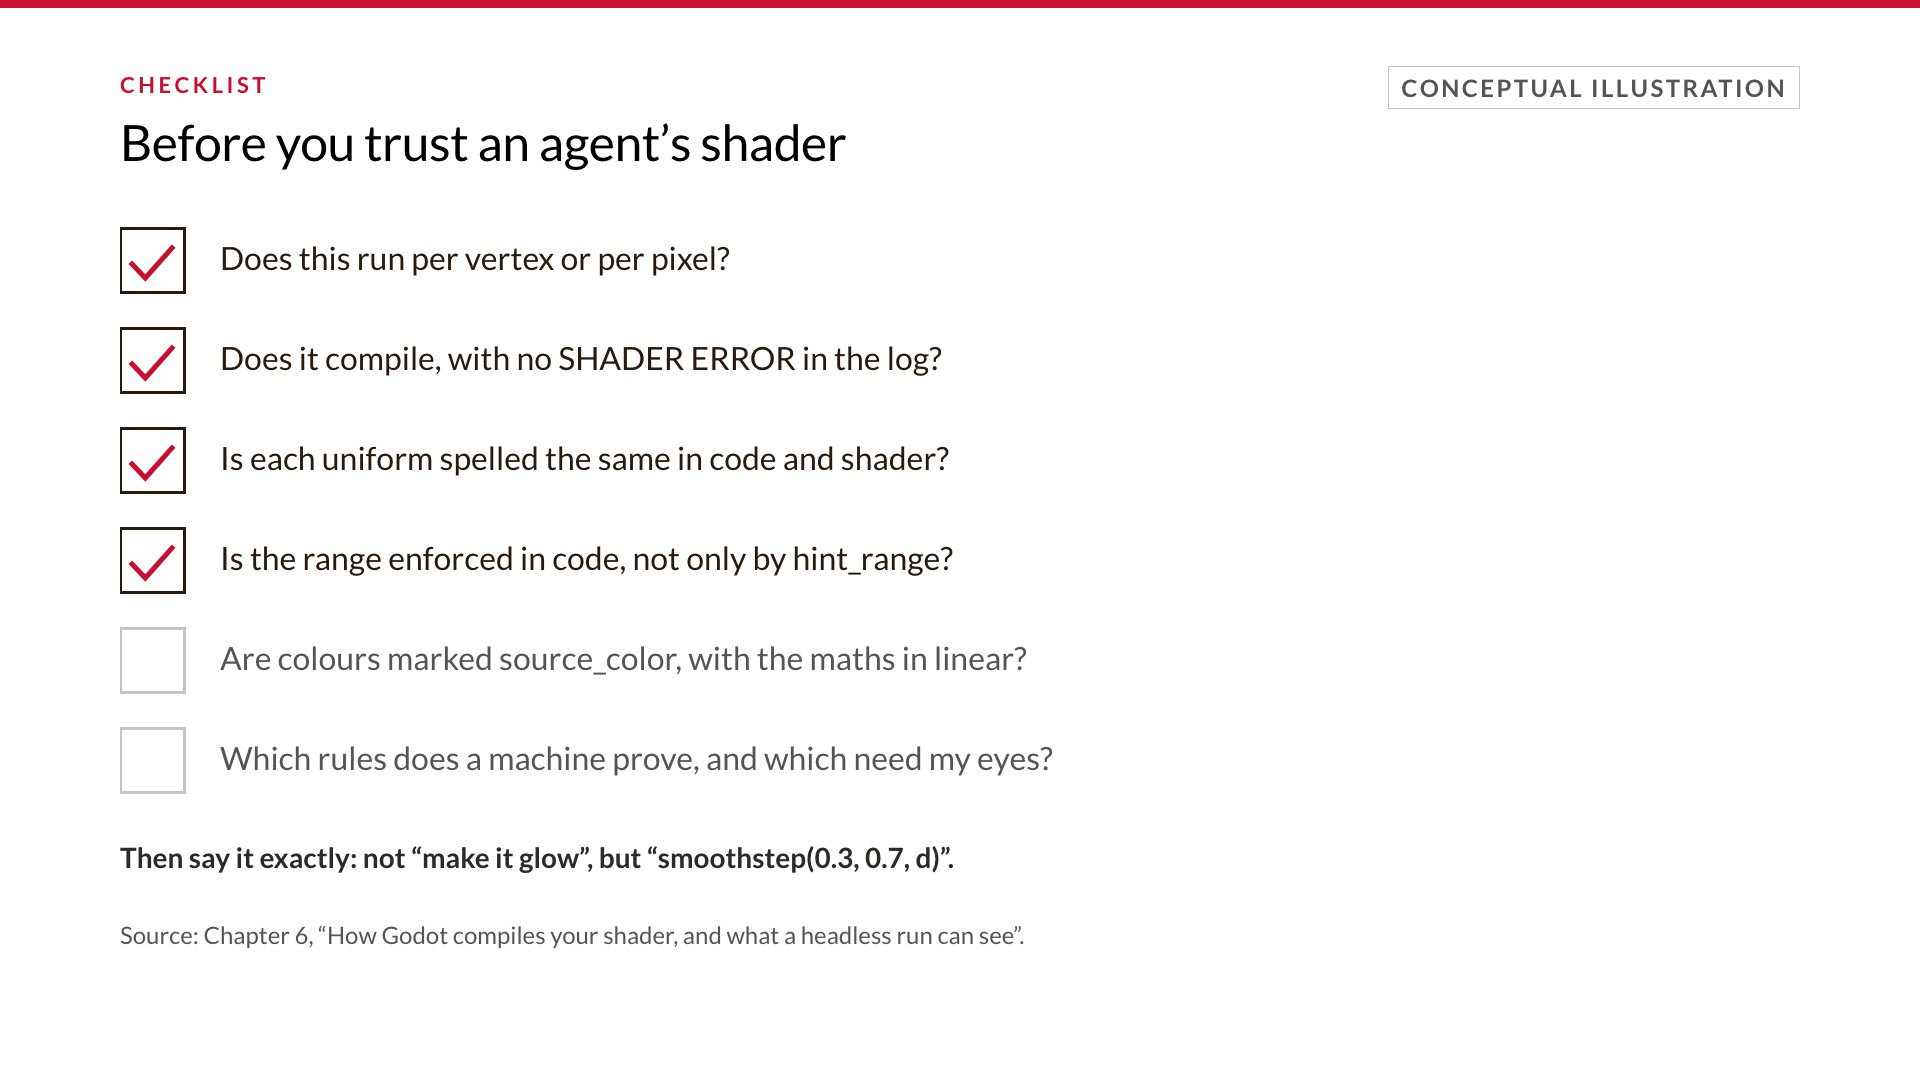 CHECKLIST
CONCEPTUAL ILLUSTRATION
Before you trust an agent’s shader
Does this run per vertex or per pixel?
Does it compile, with no SHADER ERROR in the log?
Is each uniform spelled the same in code and shader?
Is the range enforced in code, not only by hint_range?
Are colours marked source_color, with the maths in linear?
Which rules does a machine prove, and which need my eyes?
Then say it exactly: not “make it glow”, but “smoothstep(0.3, 0.7, d)”.
Source: Chapter 6, “How Godot compiles your shader, and what a headless run can see”.